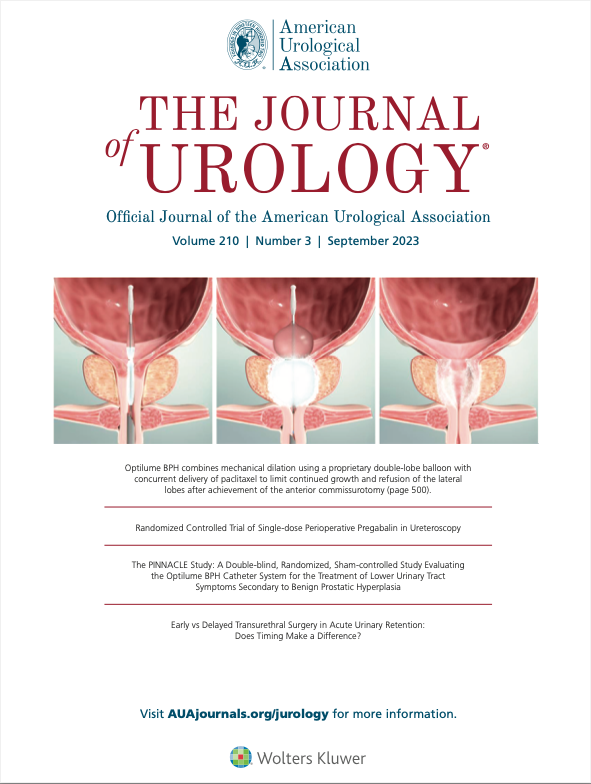 American
Urological
Association
THE JOURNAL
of UROLOGY®
Official Journal of the American Urological Association
Volume 210 | Number 3 | September 2023
Optilume BPH combines mechanical dilation using a proprietary double-lobe balloon with
concurrent delivery of paclitaxel to limit continued growth and refusion of the lateral
lobes after achievement of the anterior commissurotomy (page 500).
Randomized Controlled Trial of Single-dose Perioperative Pregabalin in Ureteroscopy
The PINNACLE Study: A Double-blind, Randomized, Sham-controlled Study Evaluating
the Optilume BPH Catheter System for the Treatment of Lower Urinary Tract
Symptoms Secondary to Benign Prostatic Hyperplasia
Early vs Delayed Transurethral Surgery in Acute Urinary Retention:
Does Timing Make a Difference?
Visit AUAjournals.org/jurology for more information.
Wolters Kluwer